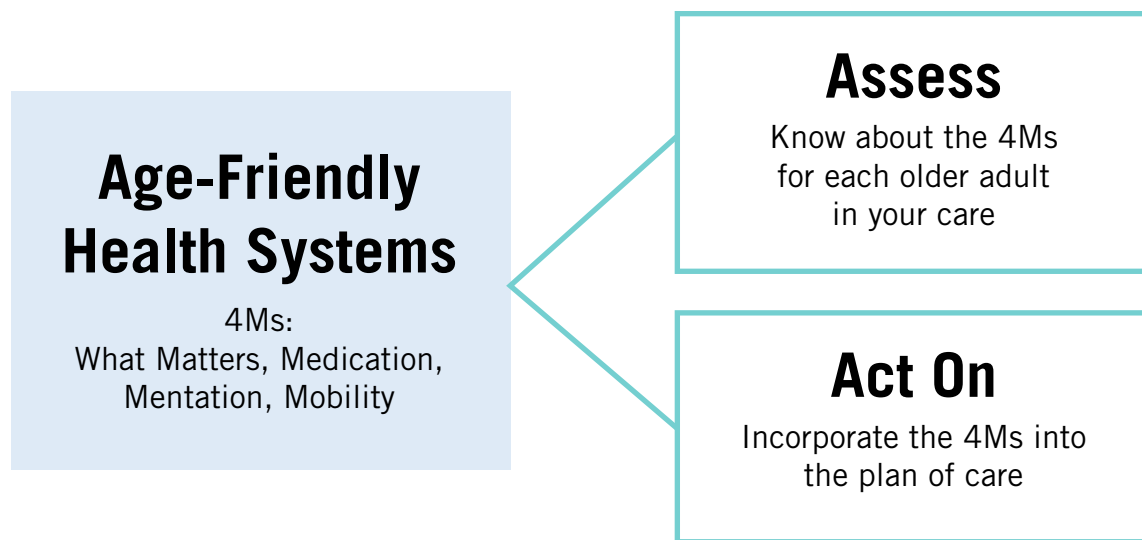 Age-Friendly
Health Systems
4Ms:
What Matters, Medication,
Mentation, Mobility
Assess
Know about the 4Ms
for each older adult
in your care
Act On
Incorporate the 4Ms into
the plan of care